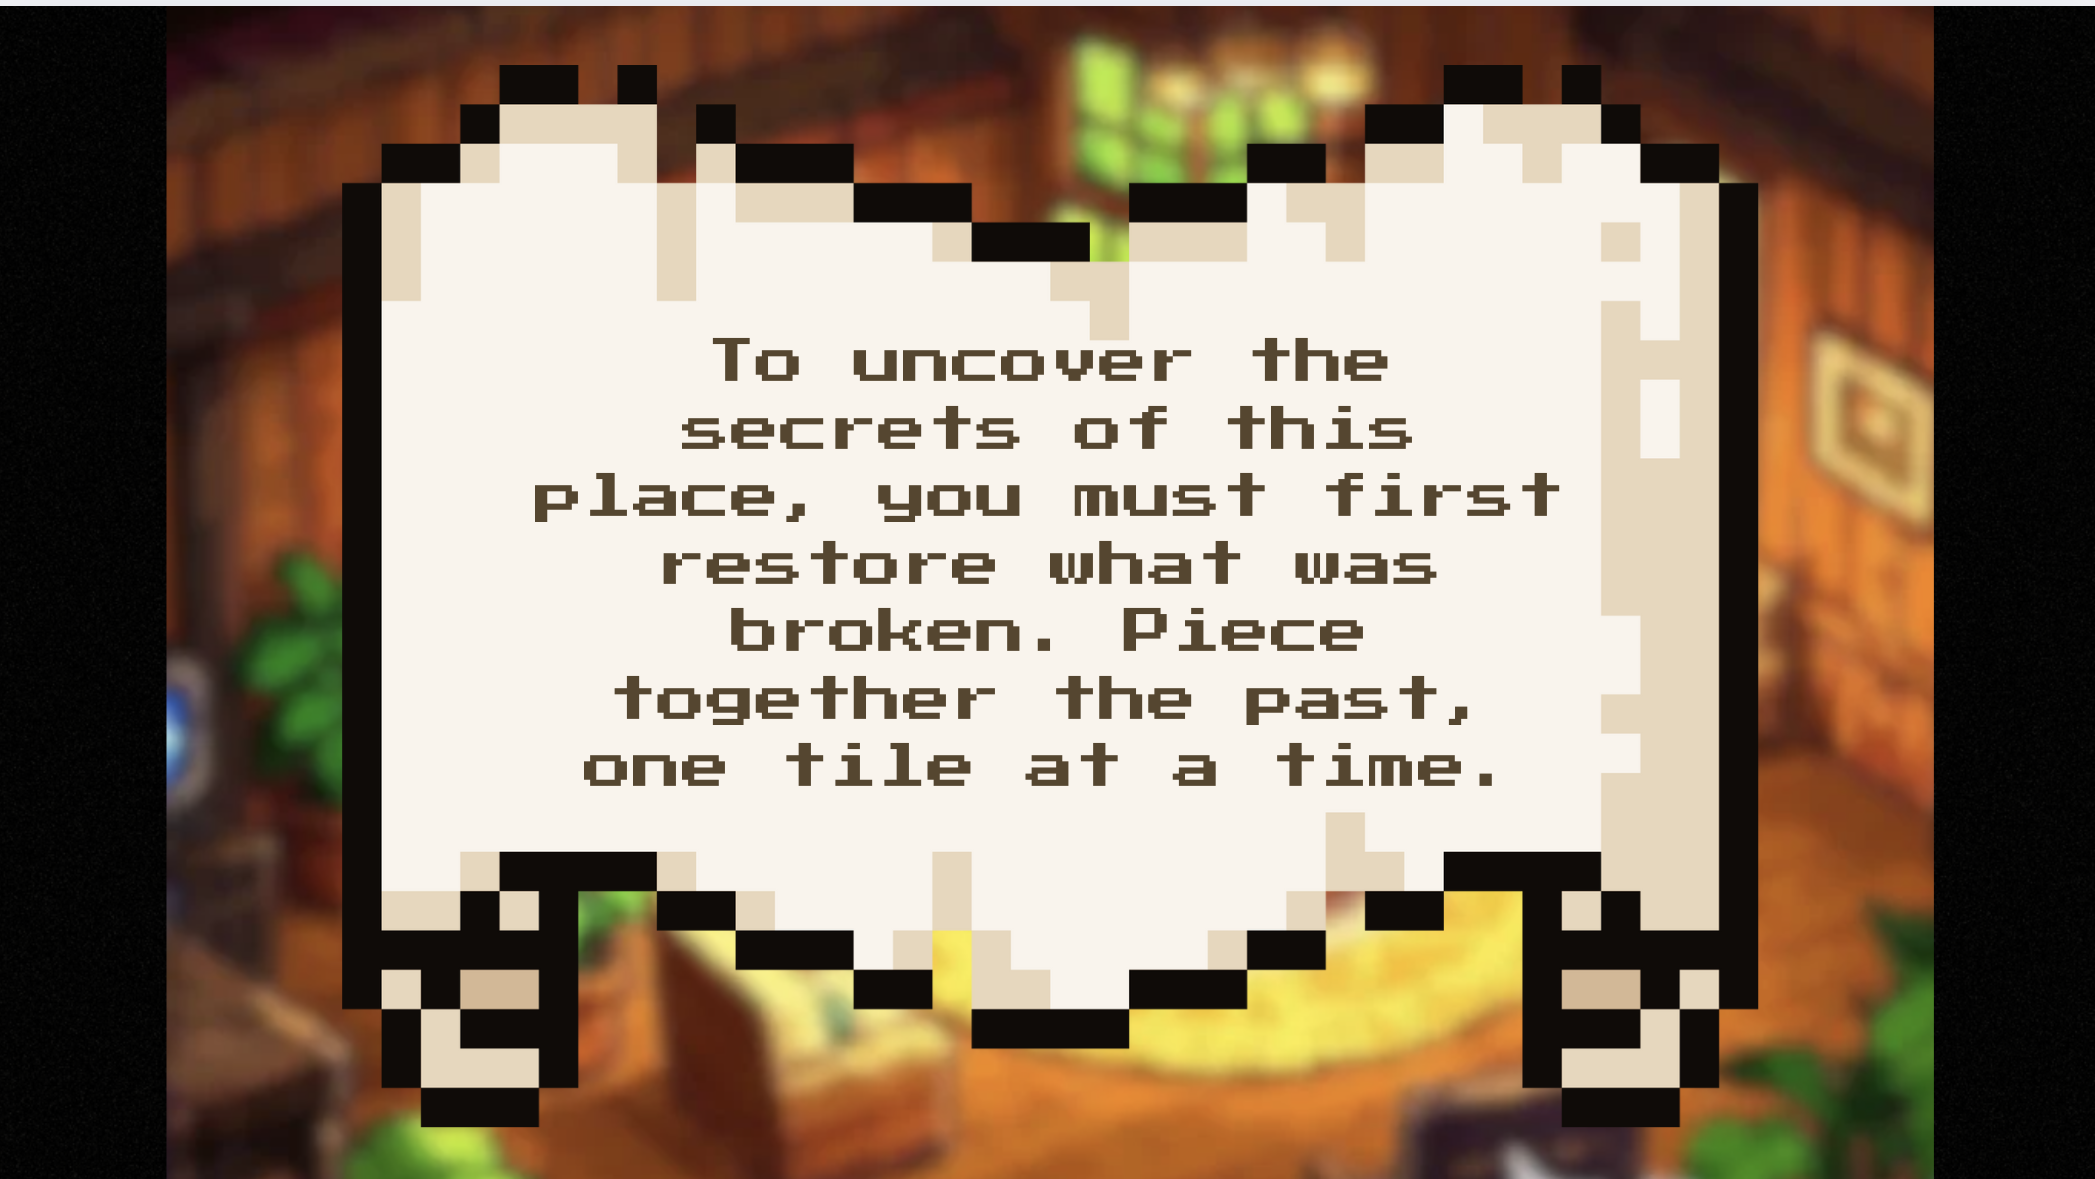 To uncover the
secrets of this
place, you must first
restore what was
broken. Piece
together the past,
one tile at a time.